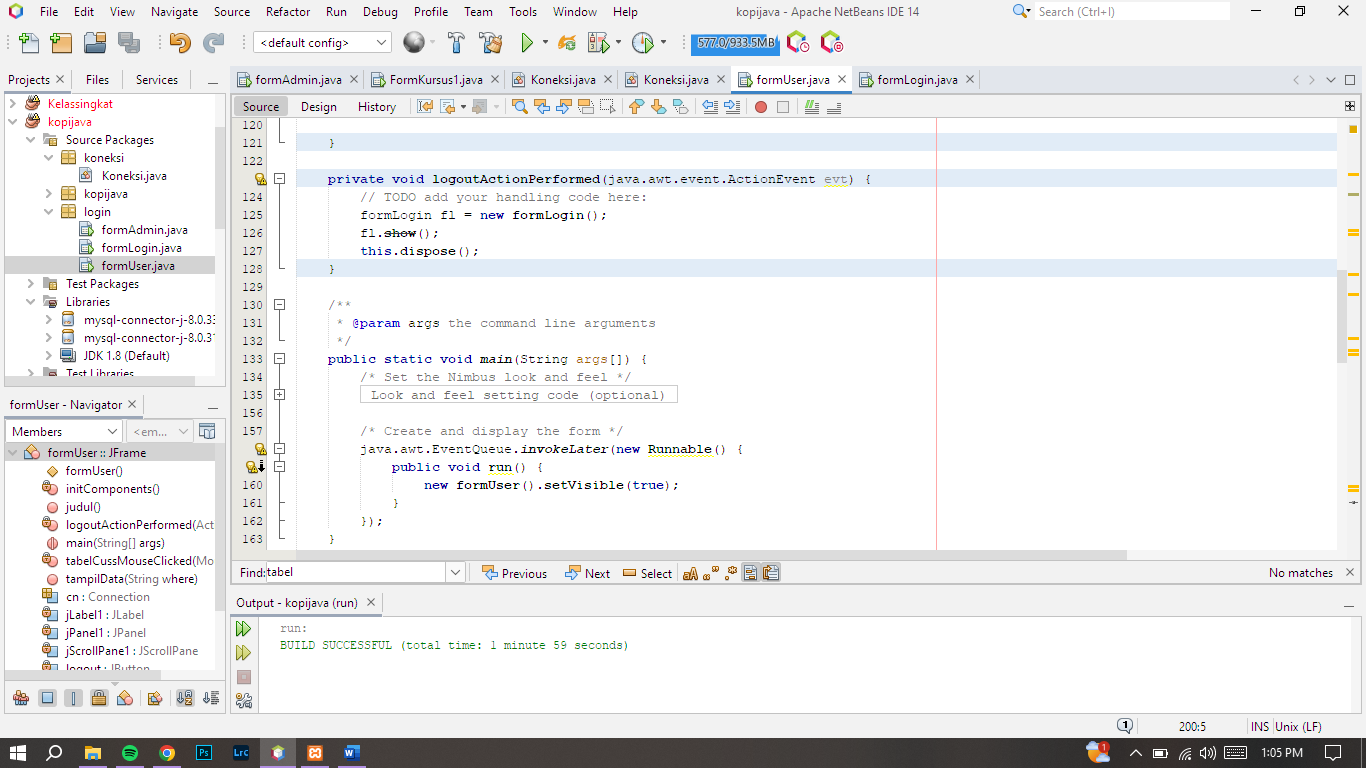 File Edit View Navigate Source Refactor Run Debug Profile Team Tools Window Help
kopijava - Apache NetBeans IDE 14
Search (Ctrl+I)
<default config>
577.0/933.5MB
Projects Files Services
formAdmin.java FormKursus1.java Koneksi.java Koneksi.java formUser.java formLogin.java
Source Design History
Kelassingkat
kopijava
Source Packages
koneksi
Koneksi.java
kopijava
login
formAdmin.java
formLogin.java
formUser.java
Test Packages
Libraries
mysql-connector-j-8.0.33
mysql-connector-j-8.0.31
JDK 1.8 (Default)
Test Libraries
120
121 }
122
private void logoutActionPerformed(java.awt.event.ActionEvent evt) {
124 // TODO add your handling code here:
125 formLogin fl = new formLogin();
126 fl.show();
127 this.dispose();
128 }
129
130 /**
131 * @param args the command line arguments
132 */
133 public static void main(String args[]) {
134 /* Set the Nimbus look and feel */
135 Look and feel setting code (optional)
156
157 /* Create and display the form */
java.awt.EventQueue.invokeLater(new Runnable() {
public void run() {
160 new formUser().setVisible(true);
161 }
162 });
163 }
formUser - Navigator
Members <em...
formUser :: JFrame
formUser()
initComponents()
judul()
logoutActionPerformed(Act
main(String[] args)
tabelCussMouseClicked(Mo
tampilData(String where)
cn : Connection
jLabel1 : JLabel
jPanel1 : JPanel
jScrollPane1 : JScrollPane
logout : JButton
Find: tabel Previous Next Select aA No matches
Output - kopijava (run)
run:
BUILD SUCCESSFUL (total time: 1 minute 59 seconds)
1 200:5 INS Unix (LF)
Ps LrC W 1 1:05 PM